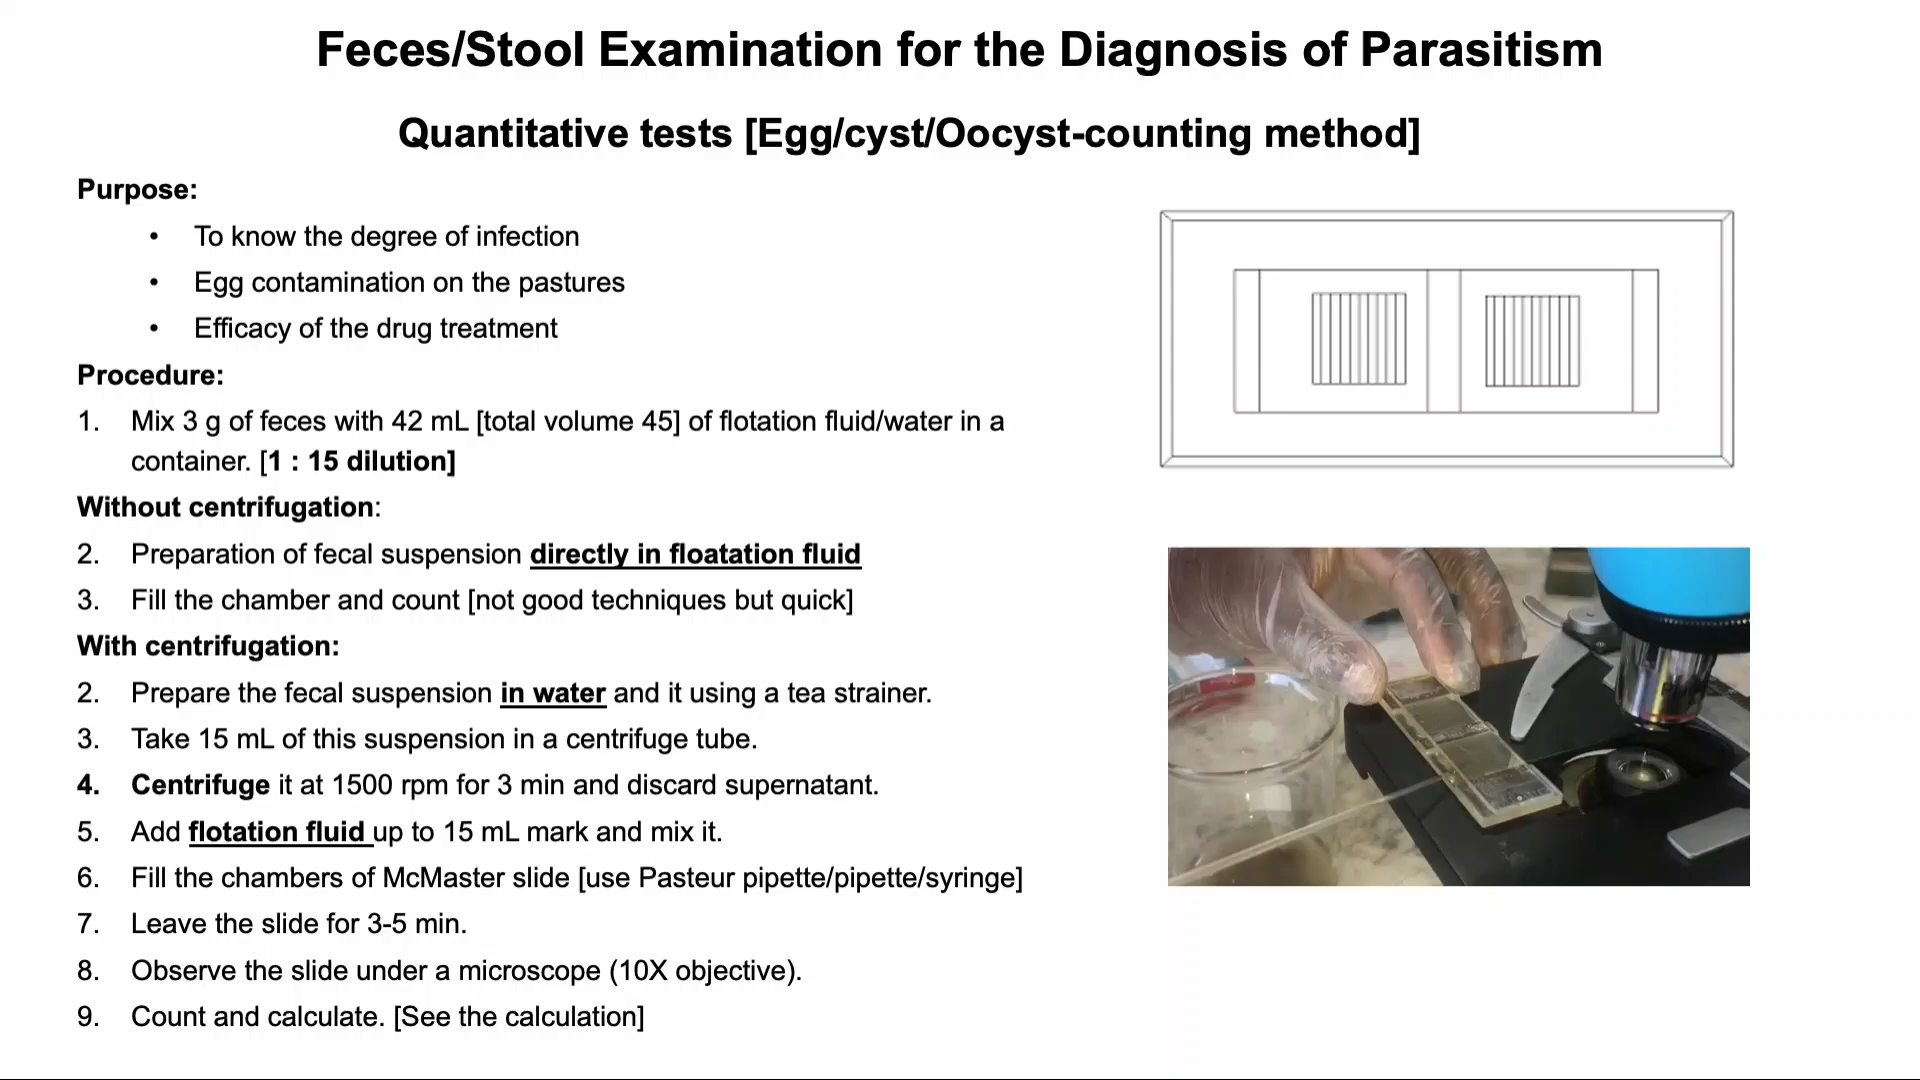 Feces/Stool Examination for the Diagnosis of Parasitism
Quantitative tests [Egg/cyst/Oocyst-counting method]
Purpose:
• To know the degree of infection
• Egg contamination on the pastures
• Efficacy of the drug treatment
Procedure:
1. Mix 3 g of feces with 42 mL [total volume 45] of flotation fluid/water in a
container. [1 : 15 dilution]
Without centrifugation:
2. Preparation of fecal suspension directly in floatation fluid
3. Fill the chamber and count [not good techniques but quick]
With centrifugation:
2. Prepare the fecal suspension in water and it using a tea strainer.
3. Take 15 mL of this suspension in a centrifuge tube.
4. Centrifuge it at 1500 rpm for 3 min and discard supernatant.
5. Add flotation fluid up to 15 mL mark and mix it.
6. Fill the chambers of McMaster slide [use Pasteur pipette/pipette/syringe]
7. Leave the slide for 3-5 min.
8. Observe the slide under a microscope (10X objective).
9. Count and calculate. [See the calculation]